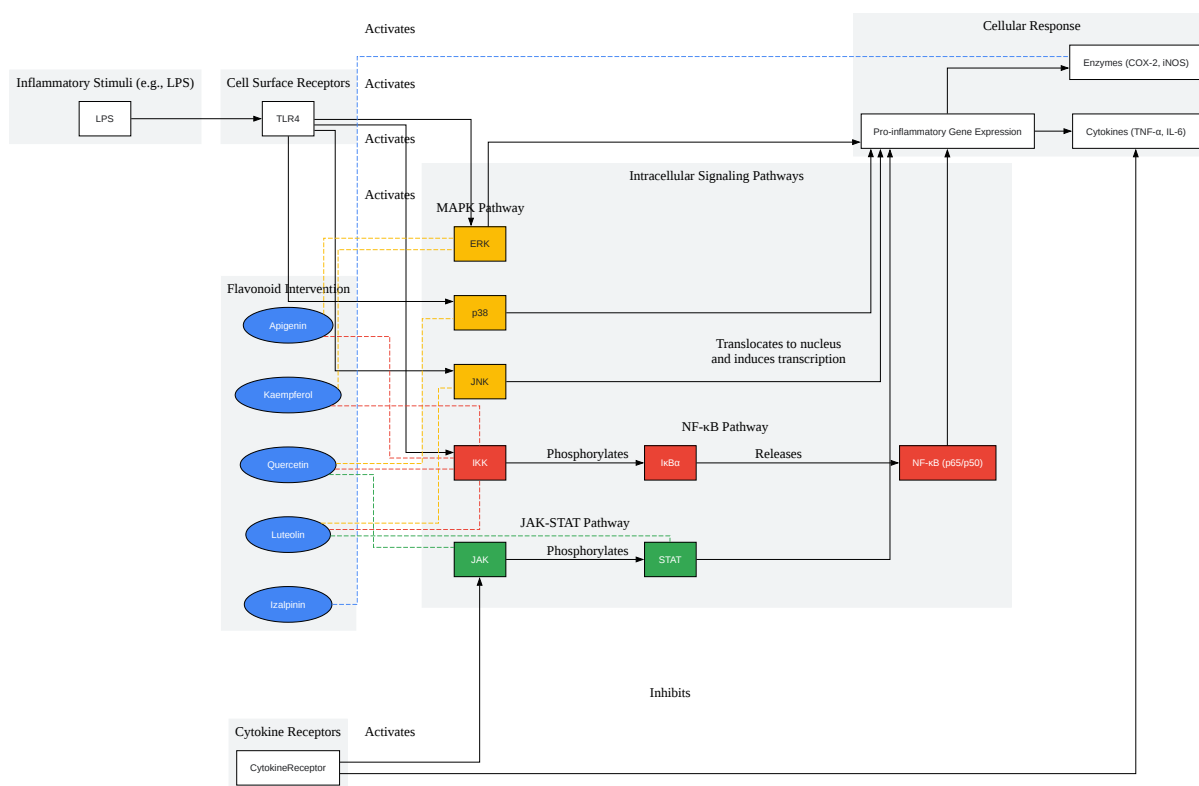 Activates
Cellular Response
Enzymes (COX-2, iNOS)
Inflammatory Stimuli (e.g., LPS)
Cell Surface Receptors
Activates
LPS
TLR4
Pro-inflammatory Gene Expression
Cytokines (TNF-α, IL-6)
Activates
Intracellular Signaling Pathways
Activates
MAPK Pathway
ERK
Flavonoid Intervention
p38
Apigenin
Translocates to nucleus
and induces transcription
JNK
Kaempferol
NF-κB Pathway
Quercetin
IKK
Phosphorylates
IκBα
Releases
NF-κB (p65/p50)
JAK-STAT Pathway
Luteolin
JAK
Phosphorylates
STAT
Izalpinin
Inhibits
Cytokine Receptors
Activates
CytokineReceptor